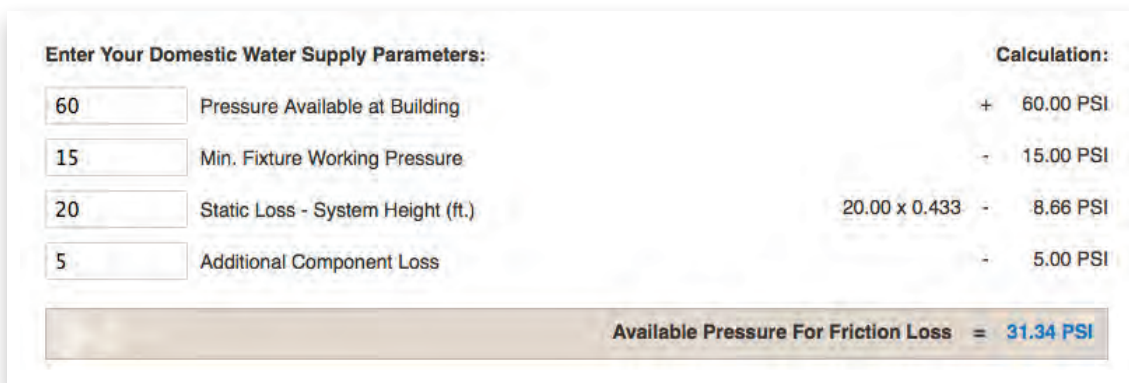 Enter Your Domestic Water Supply Parameters: Calculation:
60 Pressure Available at Building + 60.00 PSI
15 Min. Fixture Working Pressure - 15.00 PSI
20 Static Loss - System Height (ft.) 20.00 x 0.433 - 8.66 PSI
5 Additional Component Loss - 5.00 PSI
Available Pressure For Friction Loss = 31.34 PSI